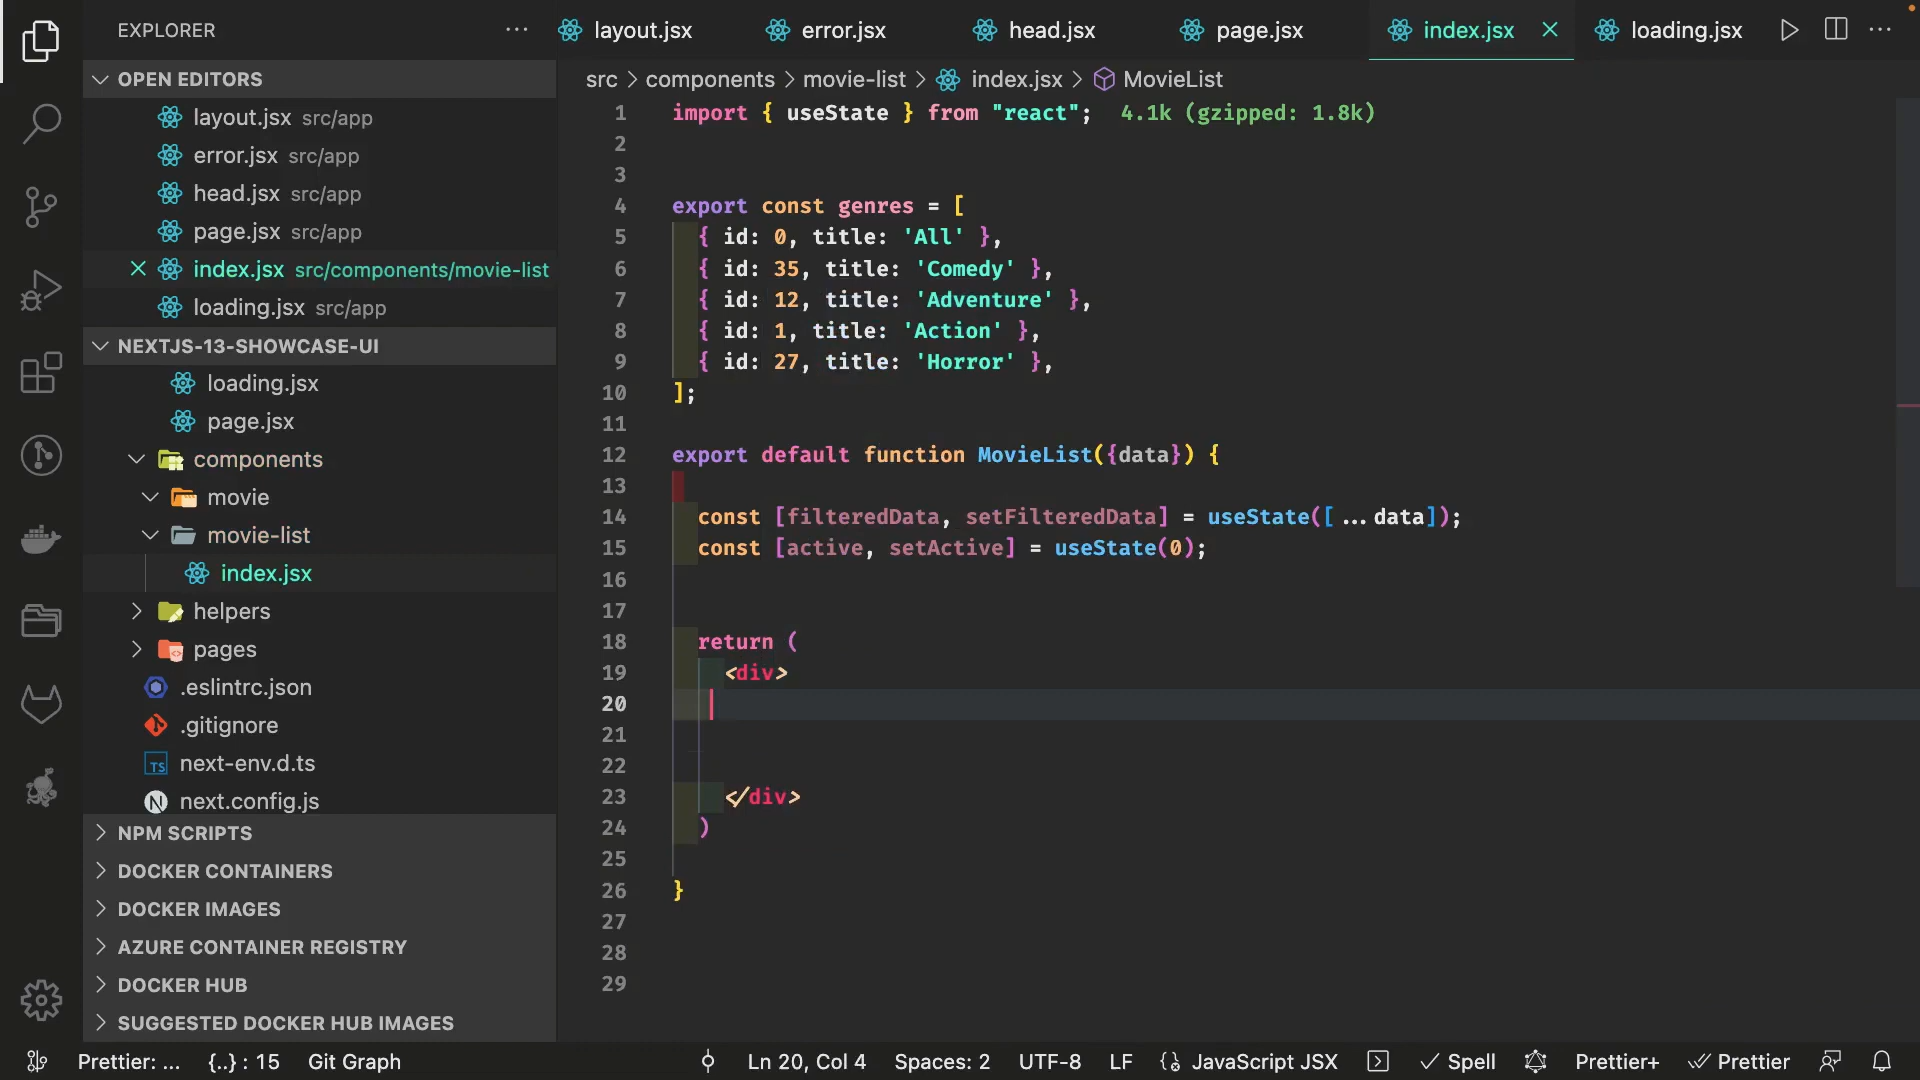 EXPLORER
OPEN EDITORS
layout.jsx src/app
error.jsx src/app
head.jsx src/app
page.jsx src/app
index.jsx src/components/movie-list
loading.jsx src/app
NEXTJS-13-SHOWCASE-UI
loading.jsx
page.jsx
components
movie
movie-list
index.jsx
helpers
pages
.eslintrc.json
.gitignore
TS next-env.d.ts
N next.config.js
NPM SCRIPTS
DOCKER CONTAINERS
DOCKER IMAGES
AZURE CONTAINER REGISTRY
DOCKER HUB
SUGGESTED DOCKER HUB IMAGES
layout.jsx error.jsx head.jsx page.jsx index.jsx loading.jsx
src > components > movie-list > index.jsx > MovieList
1 import { useState } from "react"; 4.1k (gzipped: 1.8k)
2
3
4 export const genres = [
5 { id: 0, title: 'All' },
6 { id: 35, title: 'Comedy' },
7 { id: 12, title: 'Adventure' },
8 { id: 1, title: 'Action' },
9 { id: 27, title: 'Horror' },
10 ];
11
12 export default function MovieList({data}) {
13
14 const [filteredData, setFilteredData] = useState([...data]);
15 const [active, setActive] = useState(0);
16
17
18 return (
19 <div>
20
21
22
23 </div>
24 )
25
26 }
27
28
29
Prettier: ... {..} : 15 Git Graph Ln 20, Col 4 Spaces: 2 UTF-8 LF JavaScript JSX Spell Prettier+ Prettier